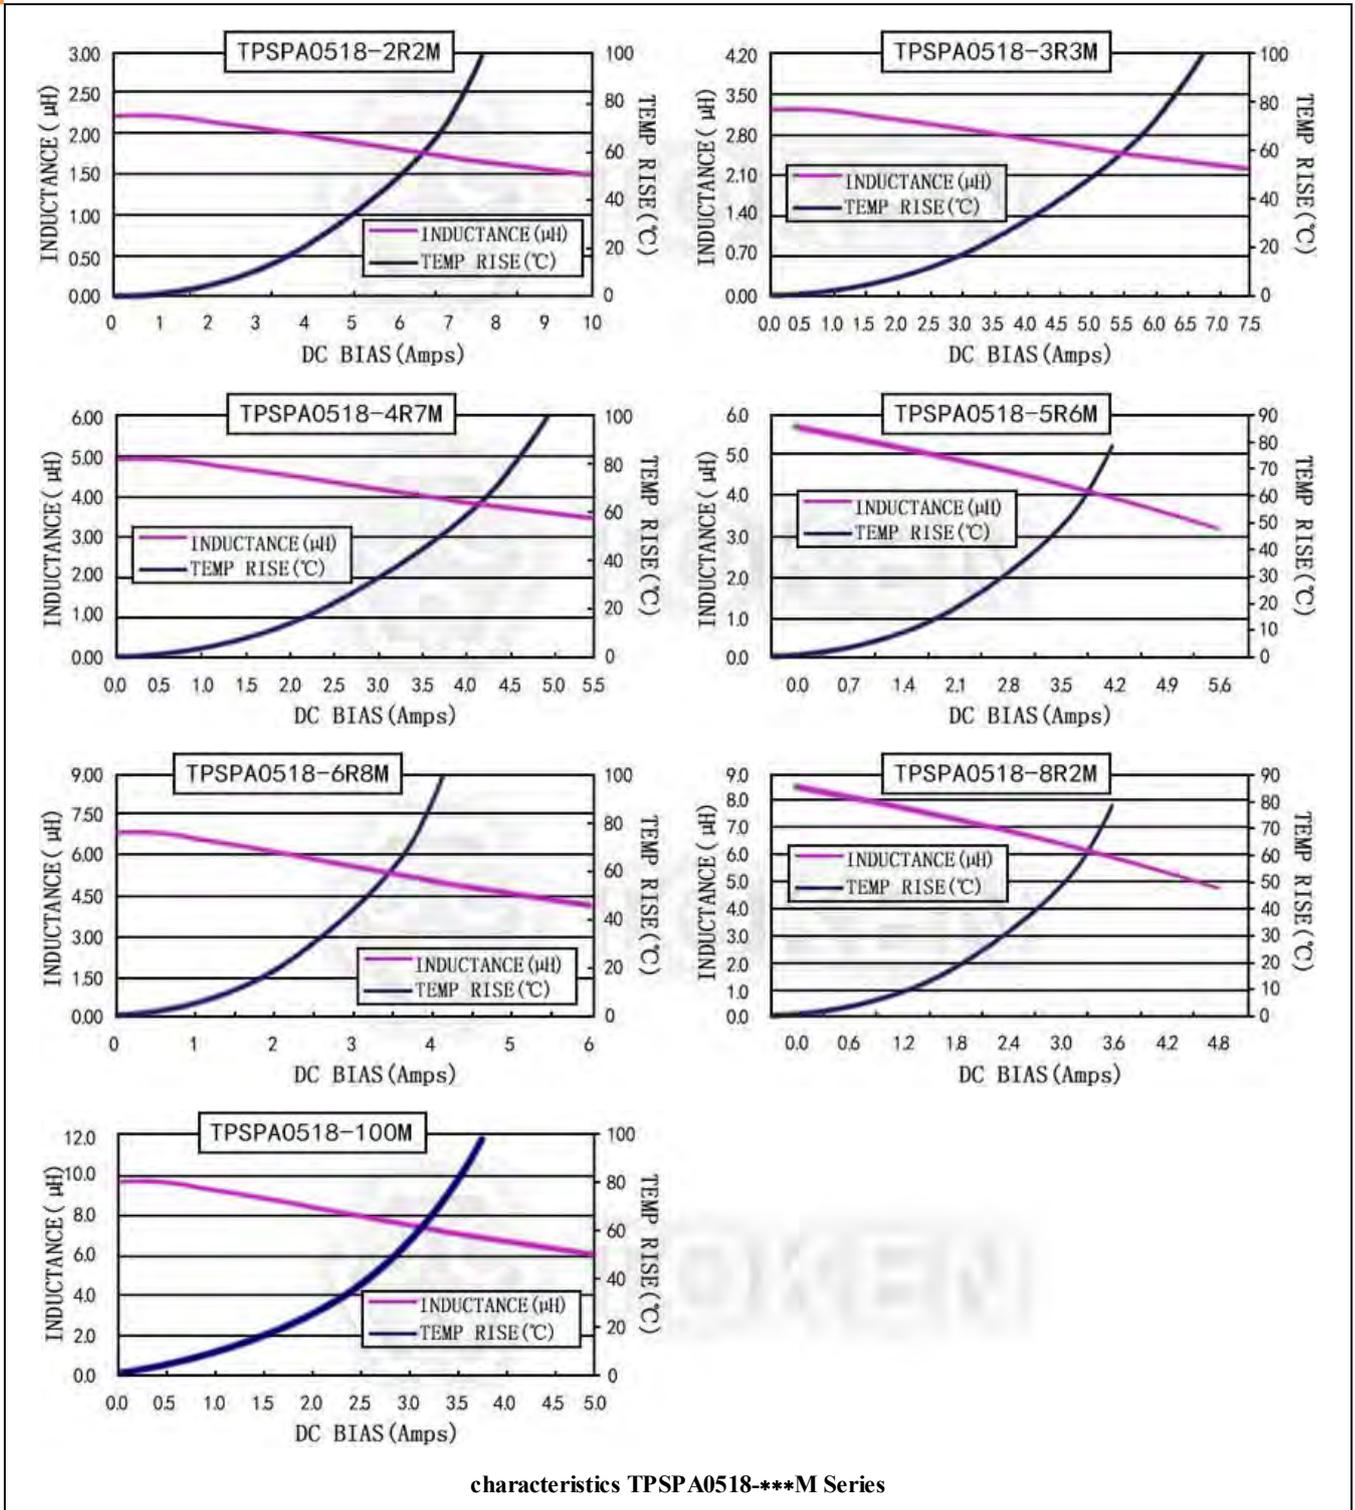 TPSPA0518-2R2M
INDUCTANCE(μH)
3.00
2.50
2.00
1.50
1.00
0.50
0.00
100
80
60
40
20
0
TEMP RISE(℃)
INDUCTANCE(μH)
TEMP RISE(℃)
0 1 2 3 4 5 6 7 8 9 10
DC BIAS(Amps)
TPSPA0518-3R3M
INDUCTANCE(μH)
4.20
3.50
2.80
2.10
1.40
0.70
0.00
100
80
60
40
20
0
TEMP RISE(℃)
INDUCTANCE(μH)
TEMP RISE(℃)
0.0 0.5 1.0 1.5 2.0 2.5 3.0 3.5 4.0 4.5 5.0 5.5 6.0 6.5 7.0 7.5
DC BIAS(Amps)
TPSPA0518-4R7M
INDUCTANCE(μH)
6.00
5.00
4.00
3.00
2.00
1.00
0.00
100
80
60
40
20
0
TEMP RISE(℃)
INDUCTANCE(μH)
TEMP RISE(℃)
0.0 0.5 1.0 1.5 2.0 2.5 3.0 3.5 4.0 4.5 5.0 5.5
DC BIAS(Amps)
TPSPA0518-5R6M
INDUCTANCE(μH)
6.0
5.0
4.0
3.0
2.0
1.0
0.0
90
80
70
60
50
40
30
20
10
0
TEMP RISE(℃)
INDUCTANCE(μH)
TEMP RISE(℃)
0.0 0.7 1.4 2.1 2.8 3.5 4.2 4.9 5.6
DC BIAS(Amps)
TPSPA0518-6R8M
INDUCTANCE(μH)
9.00
7.50
6.00
4.50
3.00
1.50
0.00
100
80
60
40
20
0
TEMP RISE(℃)
INDUCTANCE(μH)
TEMP RISE(℃)
0 1 2 3 4 5 6
DC BIAS(Amps)
TPSPA0518-8R2M
INDUCTANCE(μH)
9.0
8.0
7.0
6.0
5.0
4.0
3.0
2.0
1.0
0.0
90
80
70
60
50
40
30
20
10
0
TEMP RISE(℃)
INDUCTANCE(μH)
TEMP RISE(℃)
0.0 0.6 1.2 1.8 2.4 3.0 3.6 4.2 4.8
DC BIAS(Amps)
TPSPA0518-100M
INDUCTANCE(μH)
12.0
10.0
8.0
6.0
4.0
2.0
0.0
100
80
60
40
20
0
TEMP RISE(℃)
INDUCTANCE(μH)
TEMP RISE(℃)
0.0 0.5 1.0 1.5 2.0 2.5 3.0 3.5 4.0 4.5 5.0
DC BIAS(Amps)
TOKEN
characteristics TPSPA0518-***M Series